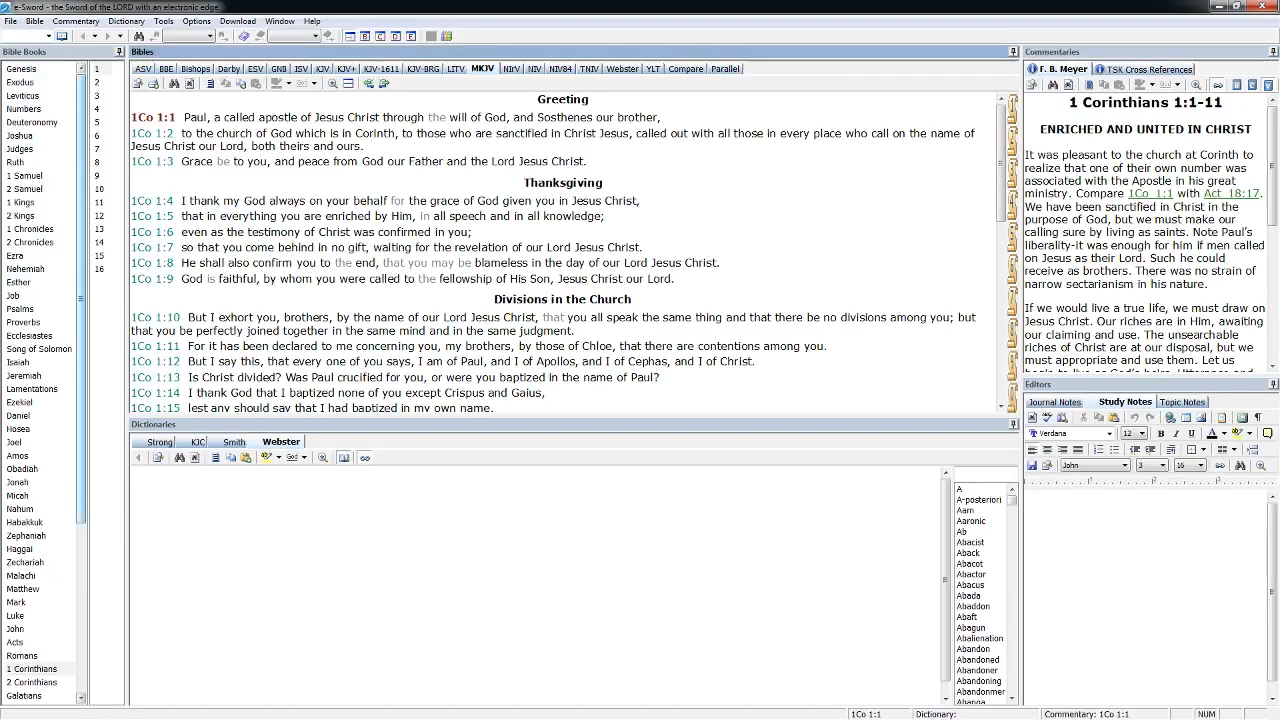 e-Sword - the Sword of the LORD with an electronic edge
File Bible Commentary Dictionary Tools Options Download Window Help
Bible Books
Genesis
Exodus
Leviticus
Numbers
Deuteronomy
Joshua
Judges
Ruth
1 Samuel
2 Samuel
1 Kings
2 Kings
1 Chronicles
2 Chronicles
Ezra
Nehemiah
Esther
Job
Psalms
Proverbs
Ecclesiastes
Song of Solomon
Isaiah
Jeremiah
Lamentations
Ezekiel
Daniel
Hosea
Joel
Amos
Obadiah
Jonah
Micah
Nahum
Habakkuk
Zephaniah
Haggai
Zechariah
Malachi
Matthew
Mark
Luke
John
Acts
Romans
1 Corinthians
2 Corinthians
Galatians
1
2
3
4
5
6
7
8
9
10
11
12
13
14
15
16
Bibles
ASV BBE Bishops Darby ESV GNB ISV KJV KJV+ KJV-1611 KJV-BRG LITV MKJV NIrV NIV NIV84 TNIV Webster YLT Compare Parallel
Greeting
1Co 1:1 Paul, a called apostle of Jesus Christ through the will of God, and Sosthenes our brother,
1Co 1:2 to the church of God which is in Corinth, to those who are sanctified in Christ Jesus, called out with all those in every place who call on the name of
Jesus Christ our Lord, both theirs and ours.
1Co 1:3 Grace be to you, and peace from God our Father and the Lord Jesus Christ.
Thanksgiving
1Co 1:4 I thank my God always on your behalf for the grace of God given you in Jesus Christ,
1Co 1:5 that in everything you are enriched by Him, in all speech and in all knowledge;
1Co 1:6 even as the testimony of Christ was confirmed in you;
1Co 1:7 so that you come behind in no gift, waiting for the revelation of our Lord Jesus Christ.
1Co 1:8 He shall also confirm you to the end, that you may be blameless in the day of our Lord Jesus Christ.
1Co 1:9 God is faithful, by whom you were called to the fellowship of His Son, Jesus Christ our Lord.
Divisions in the Church
1Co 1:10 But I exhort you, brothers, by the name of our Lord Jesus Christ, that you all speak the same thing and that there be no divisions among you; but
that you be perfectly joined together in the same mind and in the same judgment.
1Co 1:11 For it has been declared to me concerning you, my brothers, by those of Chloe, that there are contentions among you.
1Co 1:12 But I say this, that every one of you says, I am of Paul, and I of Apollos, and I of Cephas, and I of Christ.
1Co 1:13 Is Christ divided? Was Paul crucified for you, or were you baptized in the name of Paul?
1Co 1:14 I thank God that I baptized none of you except Crispus and Gaius,
1Co 1:15 lest any should say that I had baptized in my own name.
Dictionaries
Strong KJC Smith Webster
God
A
A-posteriori
Aam
Aaronic
Ab
Abacist
Aback
Abacot
Abactor
Abacus
Abada
Abaddon
Abaft
Abagun
Abalienation
Abandon
Abandoned
Abandoner
Abandoning
Abandonmer
Abanga
Commentaries
F. B. Meyer TSK Cross References
1 Corinthians 1:1-11
ENRICHED AND UNITED IN CHRIST
It was pleasant to the church at Corinth to
realize that one of their own number was
associated with the Apostle in his great
ministry. Compare 1Co_1:1 with Act_18:17.
We have been sanctified in Christ in the
purpose of God, but we must make our
calling sure by living as saints. Note Paul's
liberality-it was enough for him if men called
on Jesus as their Lord. Such he could
receive as brothers. There was no strain of
narrow sectarianism in his nature.
If we would live a true life, we must draw on
Jesus Christ. Our riches are in Him, awaiting
our claiming and use. The unsearchable
riches of Christ are at our disposal, but we
must appropriate and use them. Let us
Editors
Journal Notes Study Notes Topic Notes
Verdana 12 B I U A
John 3 16
1 2 3
1Co 1:1 Dictionary: Commentary: 1Co 1:1 NUM